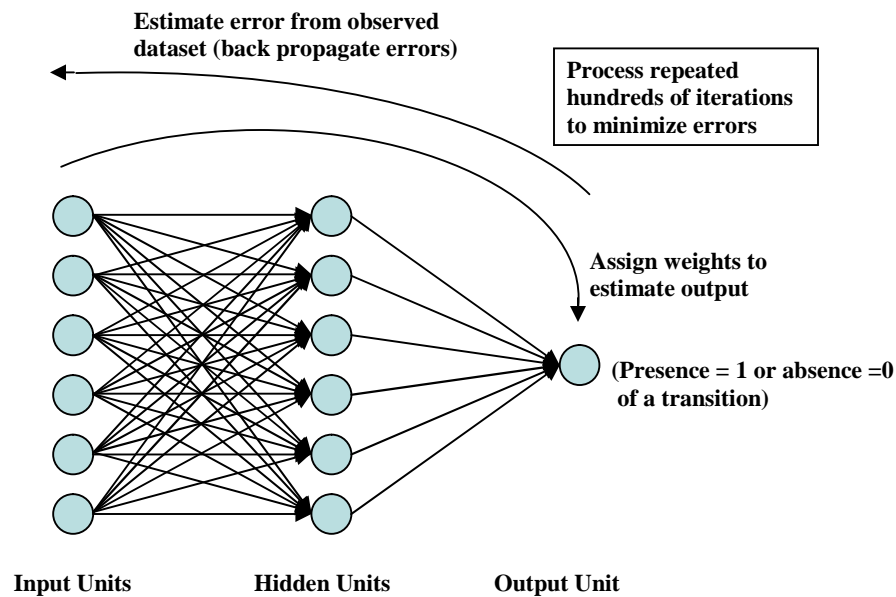 Estimate error from observed
dataset (back propagate errors)
Process repeated
hundreds of iterations
to minimize errors
Assign weights to
estimate output
(Presence = 1 or absence =0
of a transition)
Input Units
Hidden Units
Output Unit